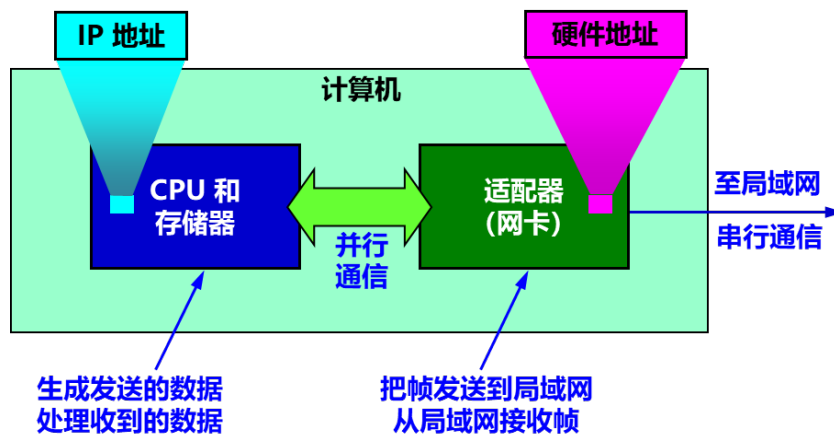 IP 地址
硬件地址
计算机
CPU 和
存储器
适配器
（网卡）
并行
通信
至局域网
串行通信
生成发送的数据
处理收到的数据
把帧发送到局域网
从局域网接收帧